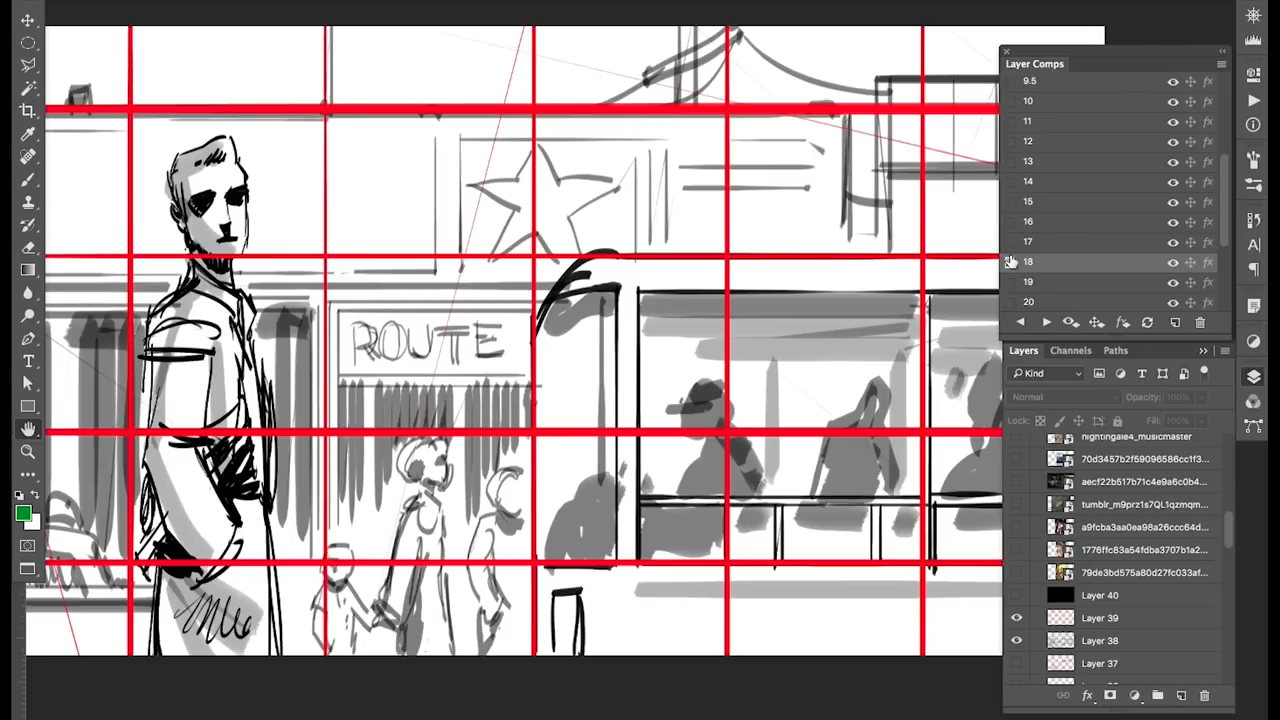 Layer Comps
9.5
10
11
12
13
14
15
16
17
18
19
20
Layers Channels Paths
Kind
Normal Opacity: 100%
Lock: Fill: 100%
nightingale4_musicmaster
70d3457b2f59096586cc1f3...
aecf22b517b71c4e9a6c0b4...
tumblr_m9prz1s7QL1qzmqm...
a9fcba3aa0ea98a26ccc64d...
1776ffc83a54fdba3707b1a2...
79de3bd575a80d27fc033af...
Layer 40
Layer 39
Layer 38
Layer 37
ROUTE